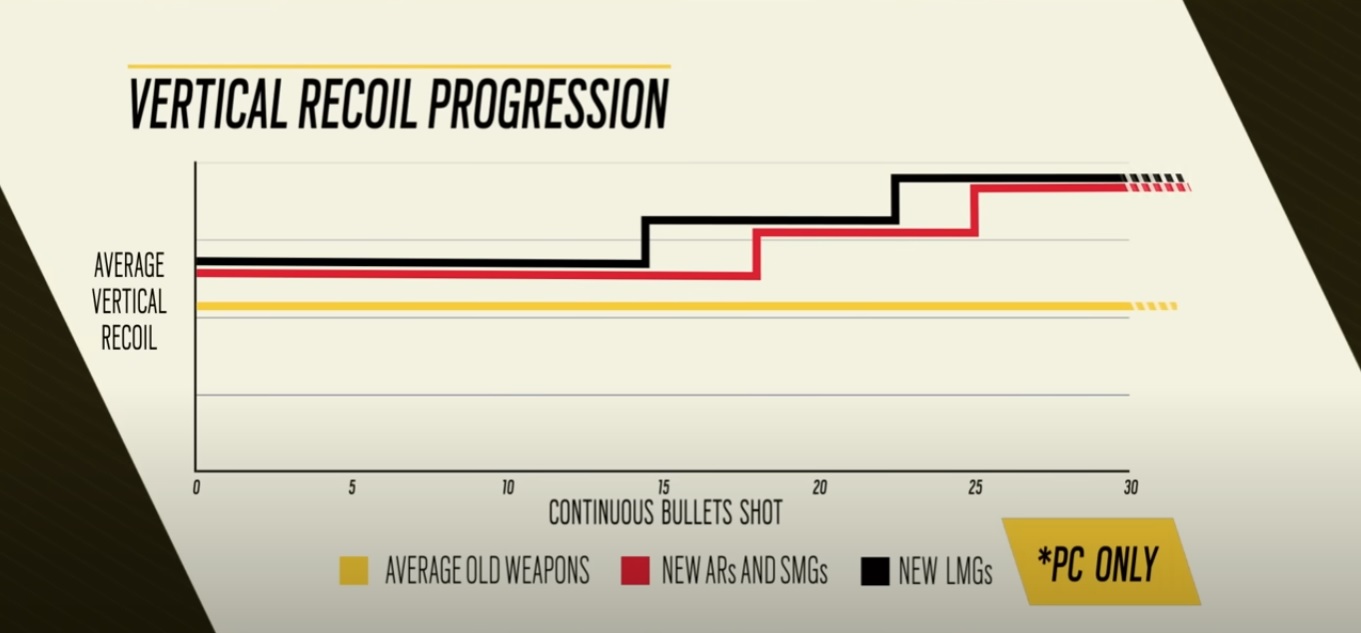 VERTICAL RECOIL PROGRESSION
AVERAGE
VERTICAL
RECOIL
0 5 10 15 20 25 30
CONTINUOUS BULLETS SHOT
AVERAGE OLD WEAPONS NEW ARs AND SMGs NEW LMGs
*PC ONLY